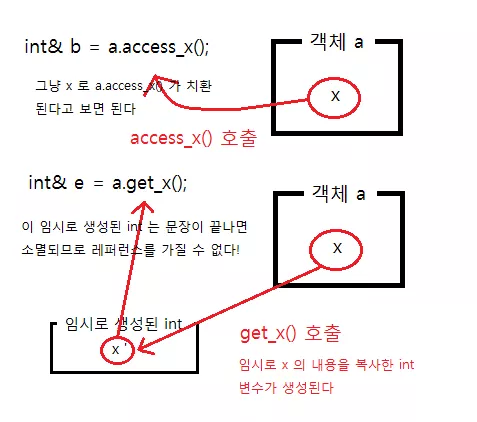 int& b = a.access_x();
객체 a
그냥 x 로 a.access_x() 가 치환
된다고 보면 된다
x
access_x() 호출
int& e = a.get_x();
객체 a
이 임시로 생성된 int 는 문장이 끝나면
소멸되므로 레퍼런스를 가질 수 없다!
x
임시로 생성된 int
x '
get_x() 호출
임시로 x 의 내용을 복사한 int
변수가 생성된다